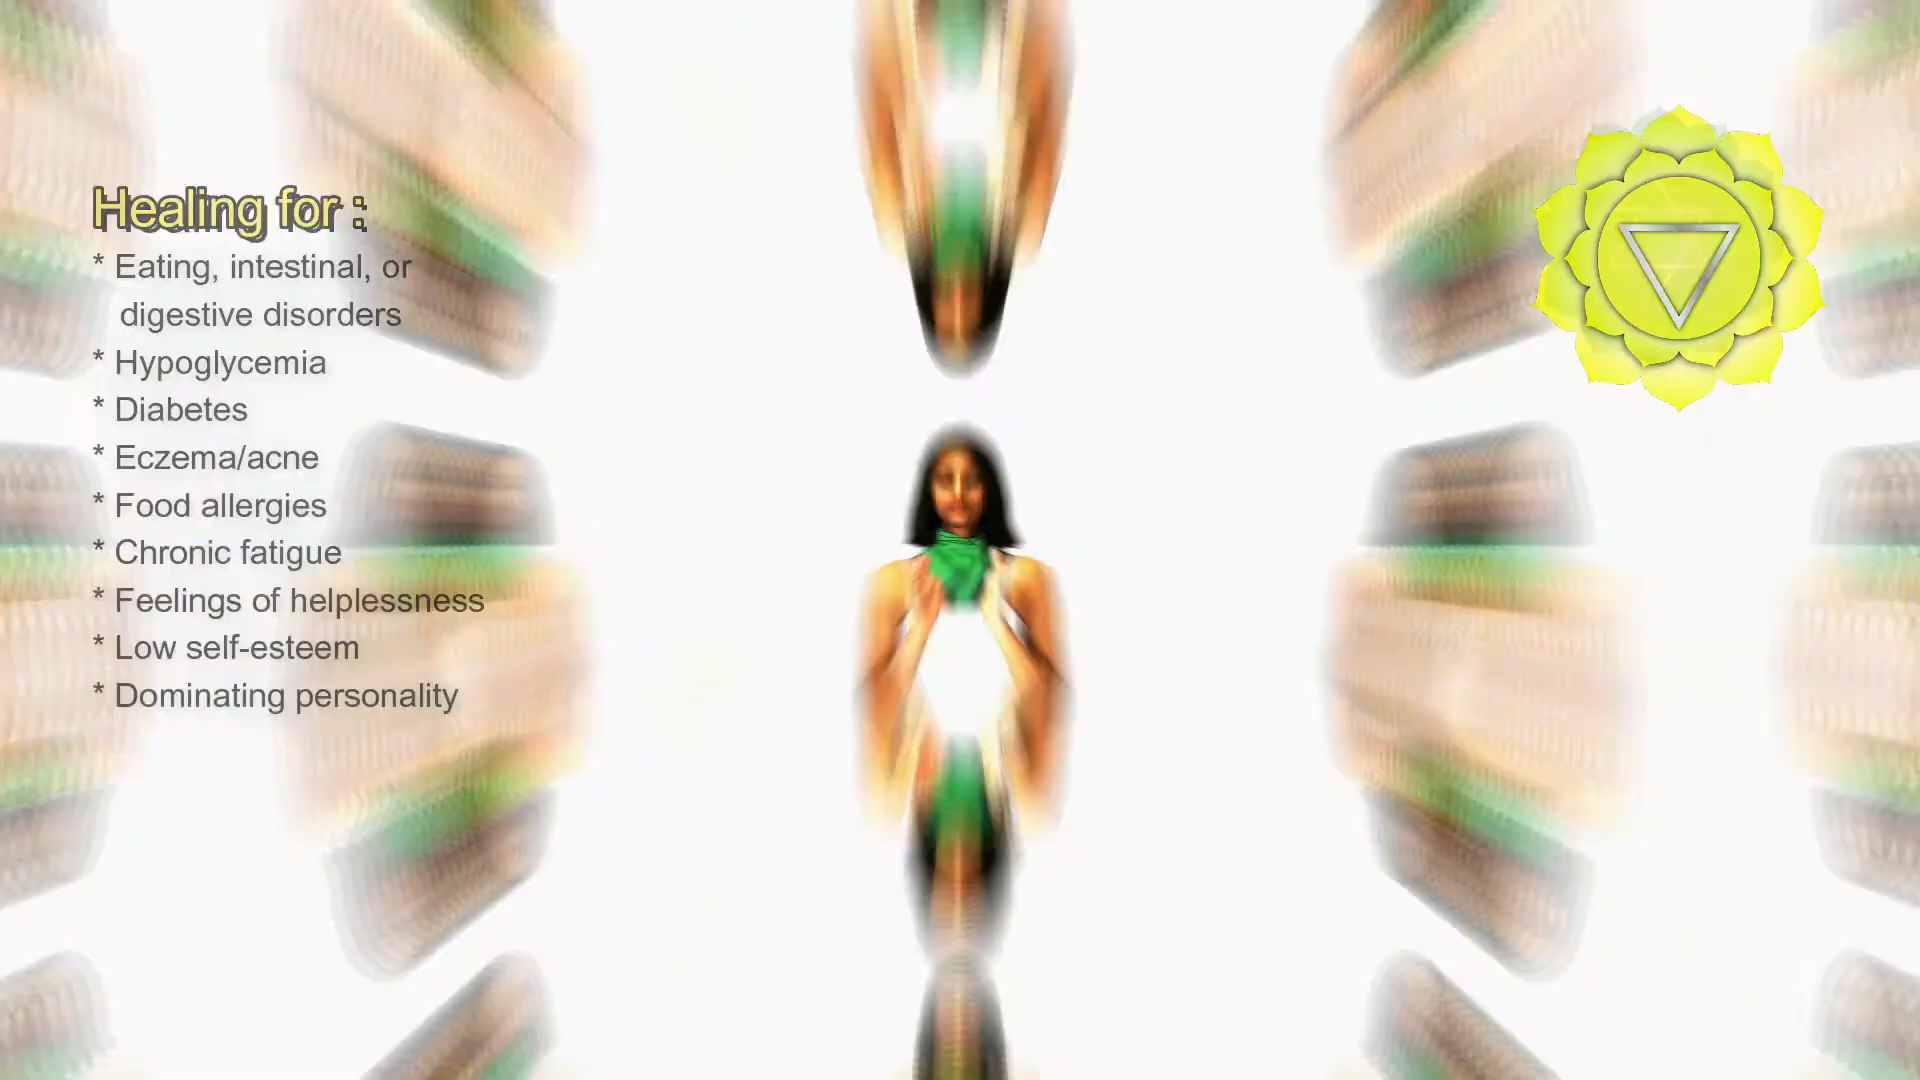 Healing for :
* Eating, intestinal, or
digestive disorders
* Hypoglycemia
* Diabetes
* Eczema/acne
* Food allergies
* Chronic fatigue
* Feelings of helplessness
* Low self-esteem
* Dominating personality